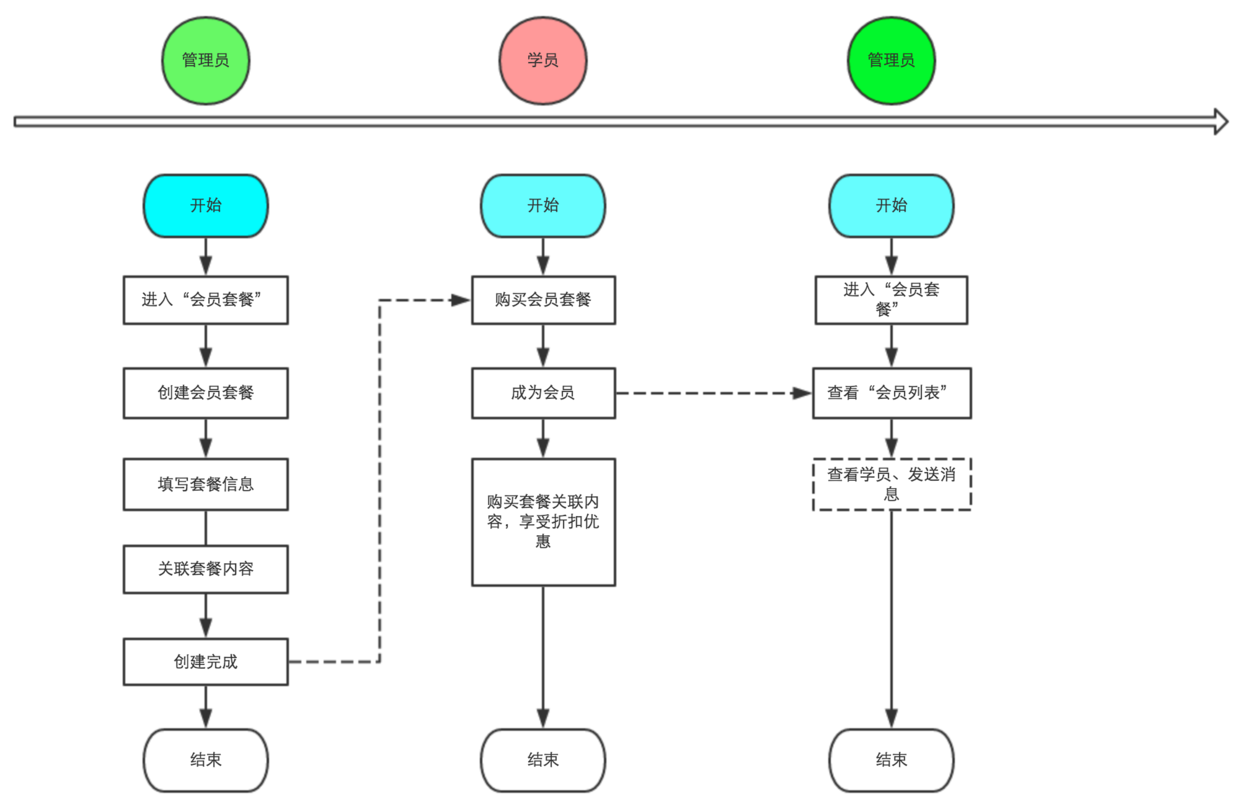 管理员
学员
管理员
开始
进入“会员套餐”
创建会员套餐
填写套餐信息
关联套餐内容
创建完成
结束
开始
购买会员套餐
成为会员
购买套餐关联内
容，享受折扣优
惠
结束
开始
进入“会员套
餐”
查看“会员列表”
查看学员、发送消
息
结束